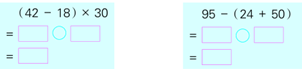 (42 − 18) × 30
=
=
95 − (24 + 50)
=
=